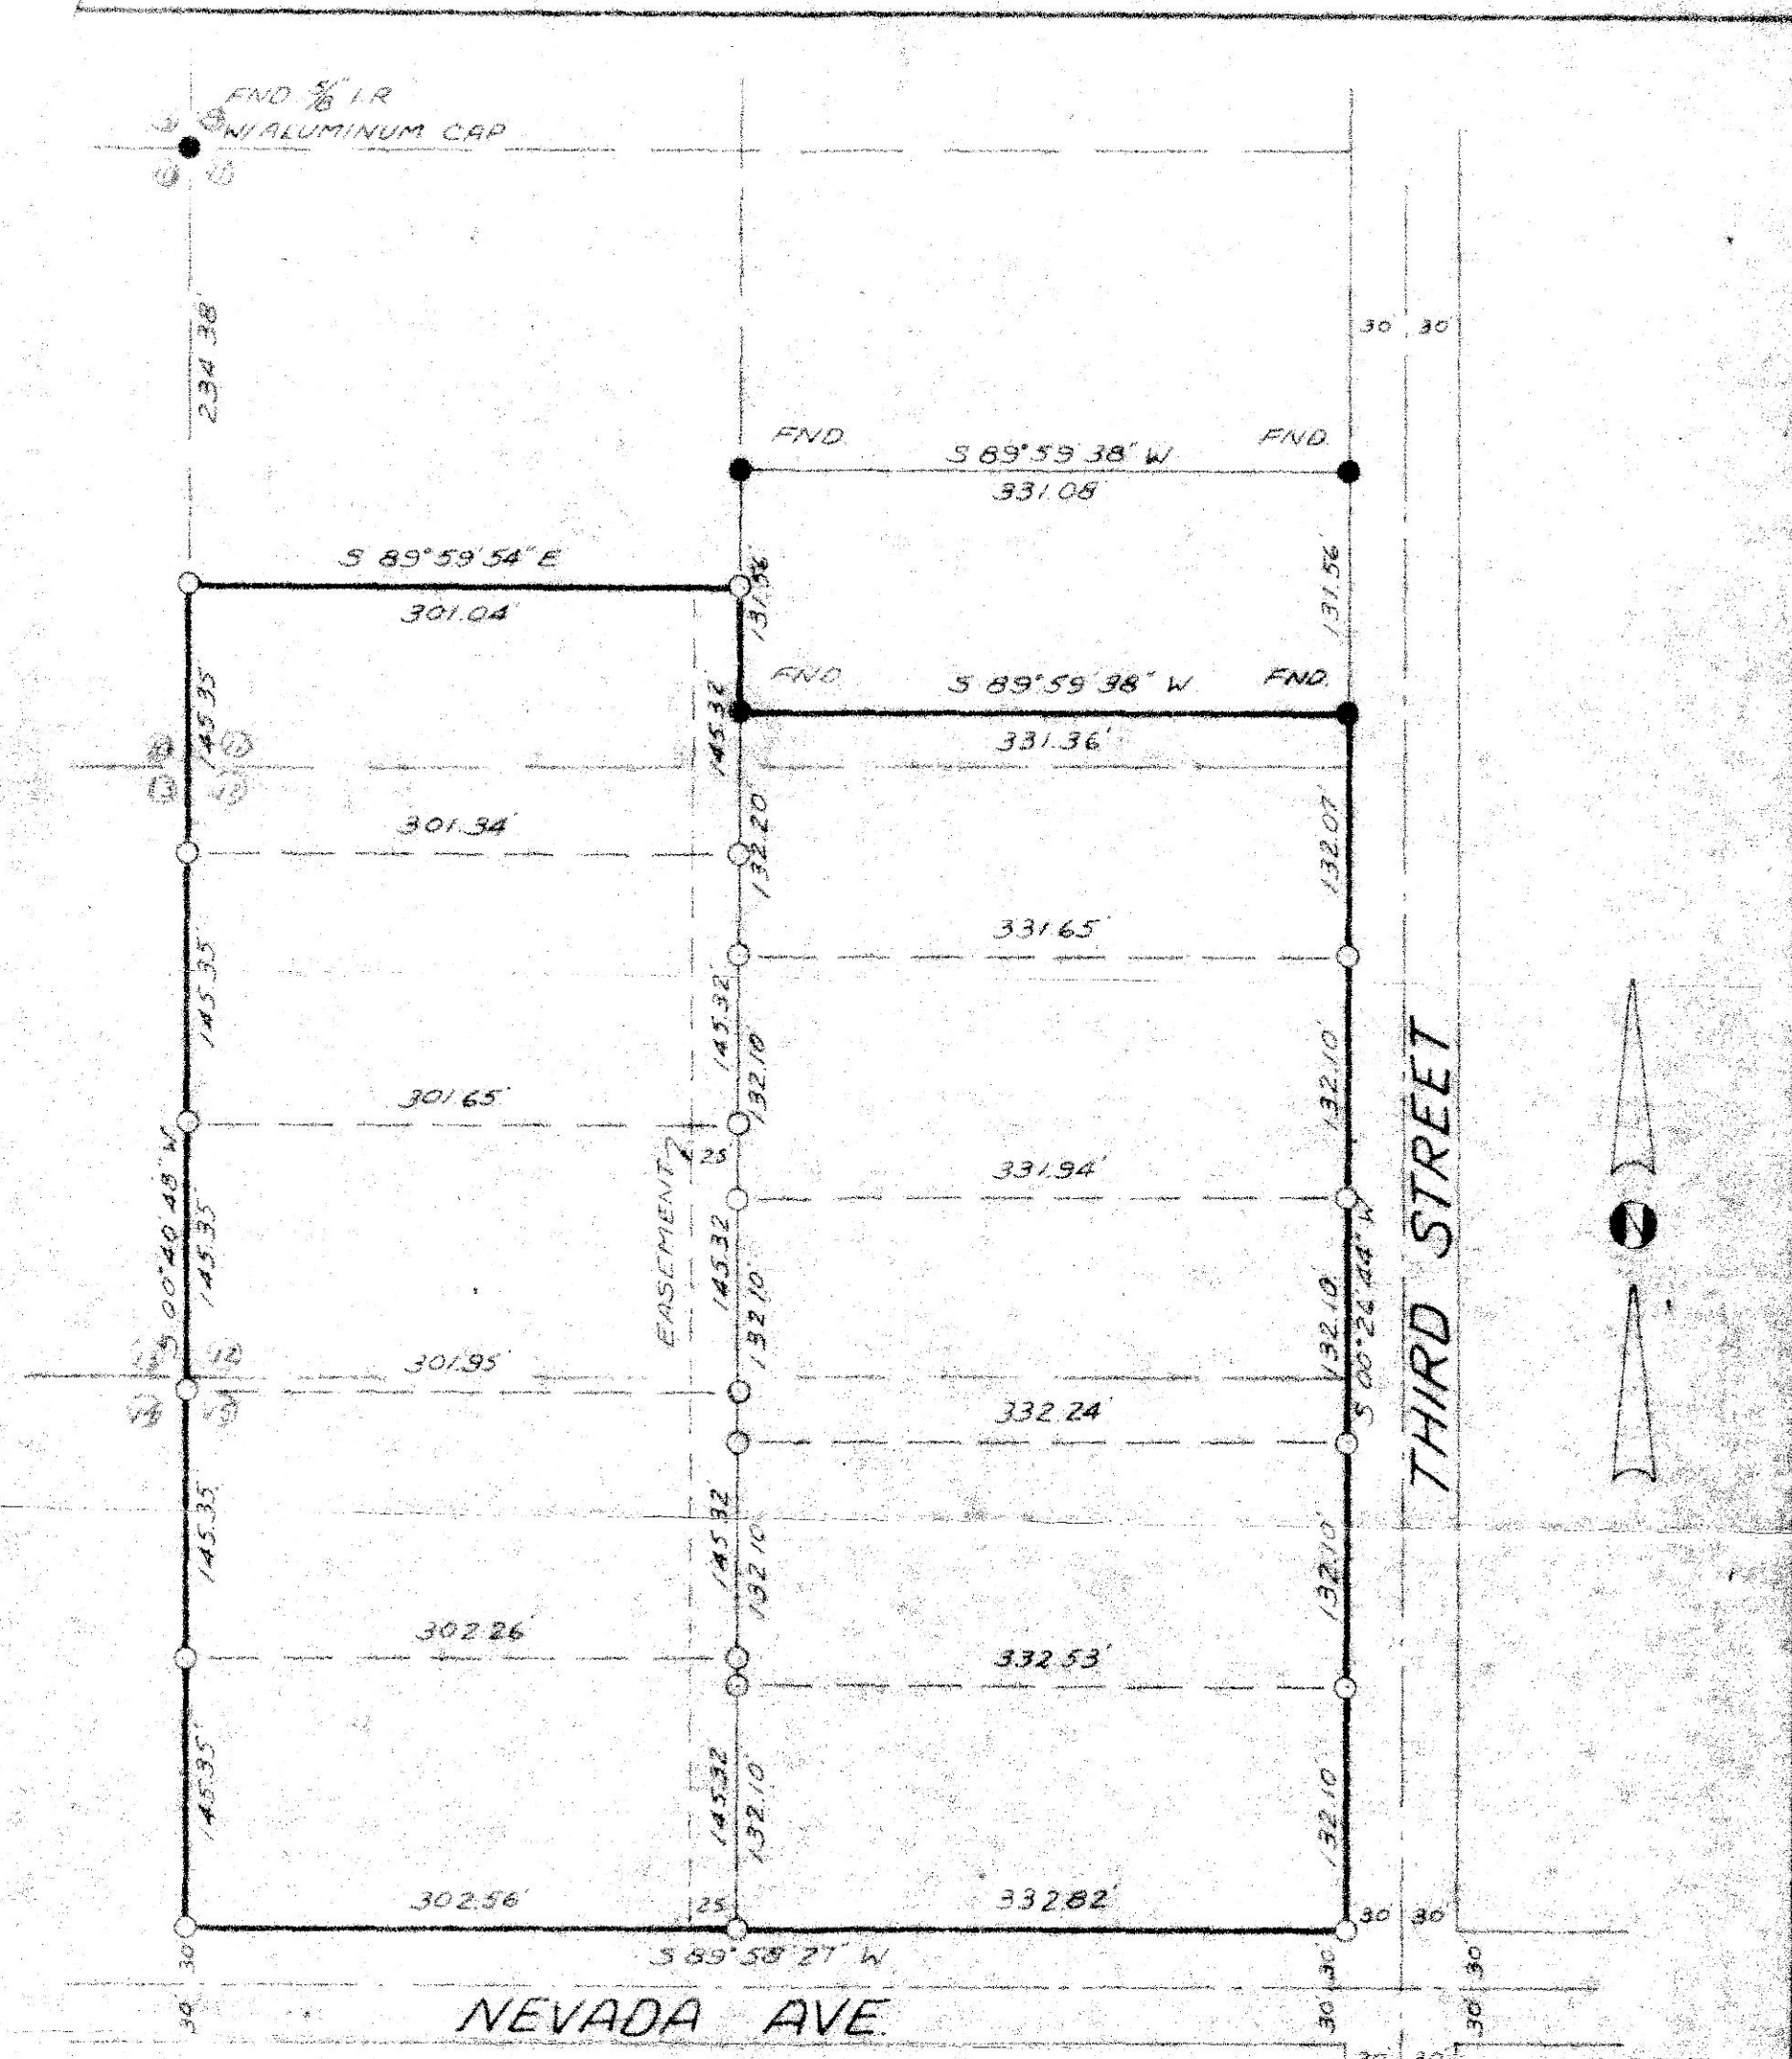 FND. 5/8" I.R
W/ALUMINUM CAP
234.38'
30' 30'
FND. FND.
S 89°59'38" W
331.08'
S 89°59'54" E
301.04'
131.56'
131.56'
FND. S 89°59'38" W FND.
331.36'
145.35'
145.32'
301.34'
132.20'
132.07'
331.65'
145.35'
145.32'
132.10'
132.10'
301.65'
25'
331.94'
EASEMENT
S 00°40'48" W
145.35'
145.32'
132.10'
132.10'
S 00°22'44" W
THIRD STREET
N
301.95'
332.24'
145.35'
145.32'
132.10'
132.10'
302.26'
332.53'
145.35'
145.32'
132.10'
132.10'
302.56'
25'
332.82'
30' 30'
S 89°58'27" W
30' 30' 30'
NEVADA AVE.
30' 30' 30'
30' 30'